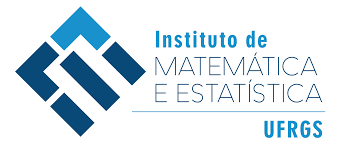 Instituto de
MATEMÁTICA
E ESTATÍSTICA
UFRGS